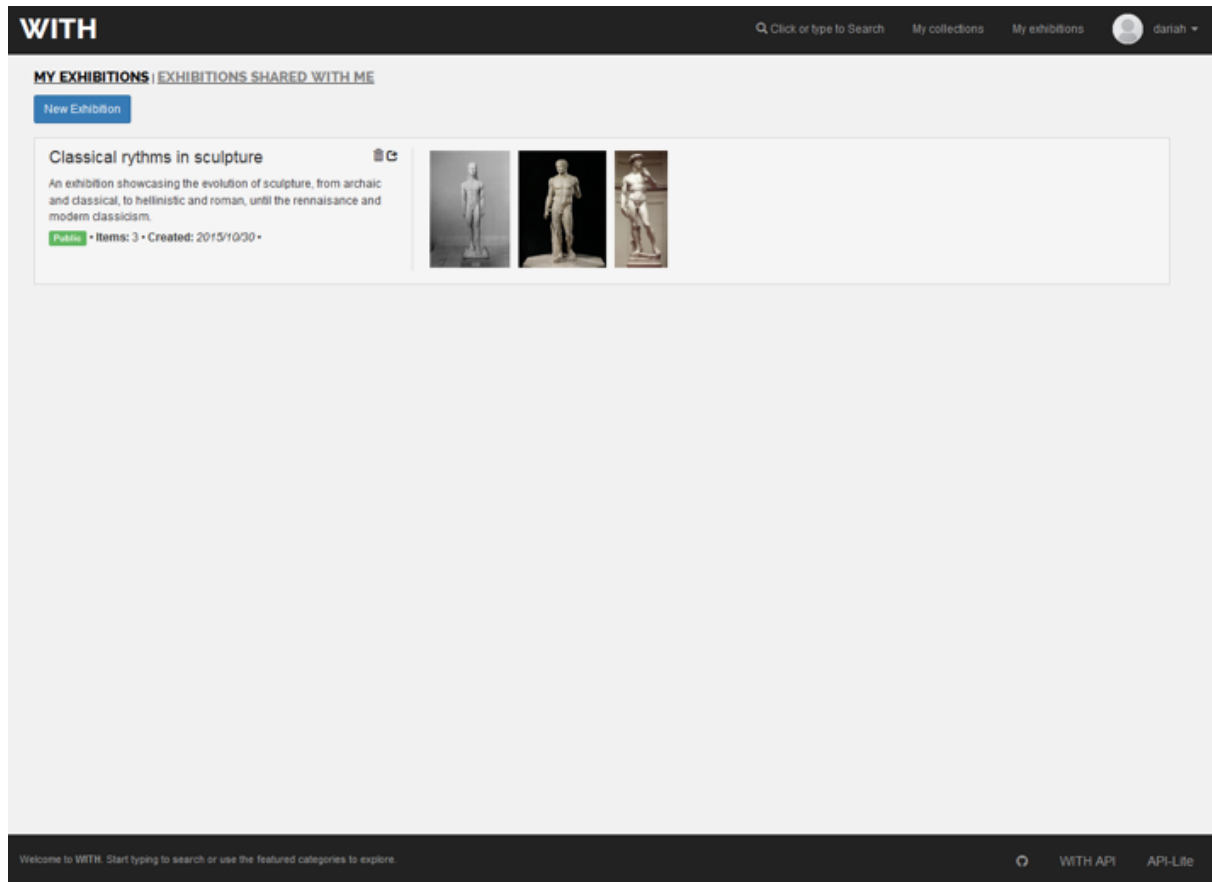 WITH
Click or type to Search My collections My exhibitions dariah
MY EXHIBITIONS | EXHIBITIONS SHARED WITH ME
New Exhibition
Classical rythms in sculpture
An exhibition showcasing the evolution of sculpture, from archaic
and classical, to hellinistic and roman, until the rennaisance and
modern classicism.
Public • Items: 3 • Created: 2015/10/30 •
Welcome to WITH. Start typing to search or use the featured categories to explore.
WITH API API-Lite